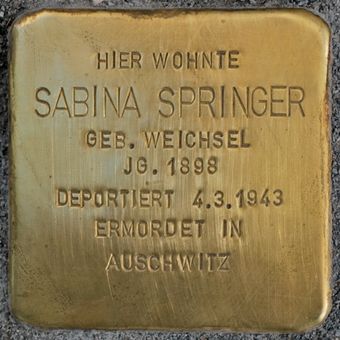 HIER WOHNTE
SABINA SPRINGER
GEB. WEICHSEL
JG. 1898
DEPORTIERT 4.3.1943
ERMORDET IN
AUSCHWITZ